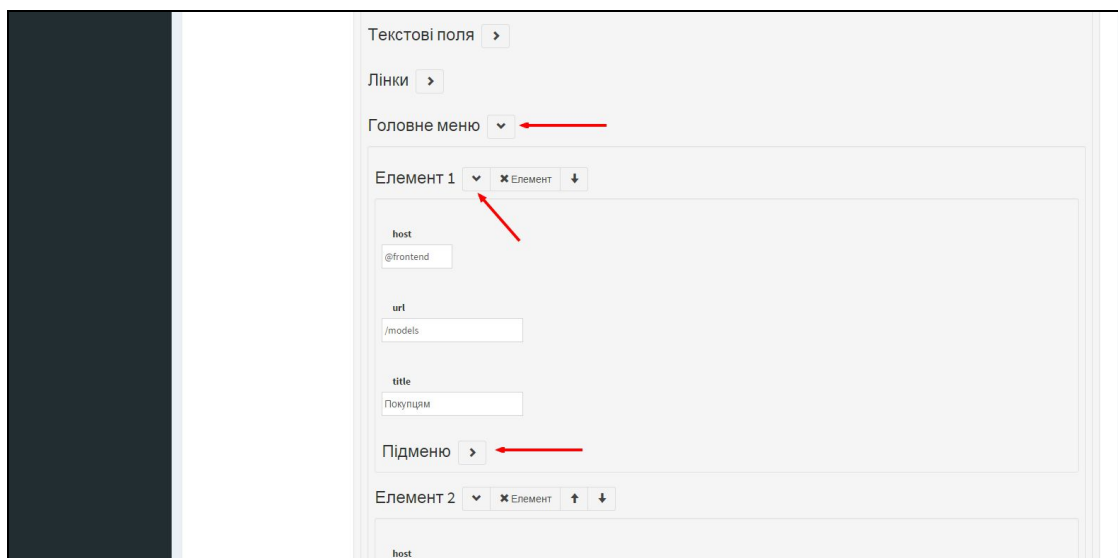 Текстові поля
Лінки
Головне меню
Елемент 1 Елемент
host
@frontend
url
/models
title
Покупцям
Підменю
Елемент 2 Елемент
host